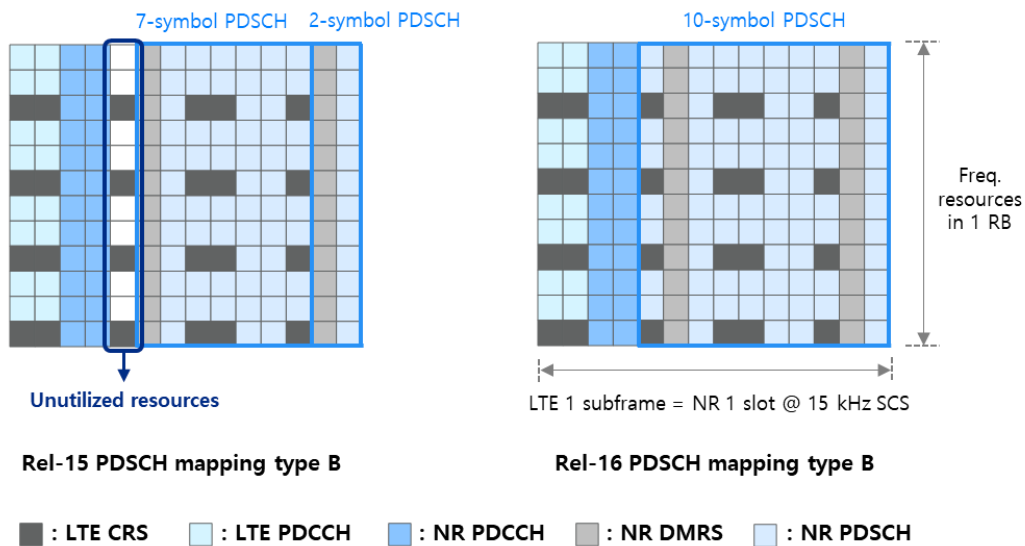 7-symbol PDSCH
2-symbol PDSCH
10-symbol PDSCH
Freq.
resources
in 1 RB
Unutilized resources
LTE 1 subframe = NR 1 slot @ 15 kHz SCS
Rel-15 PDSCH mapping type B
Rel-16 PDSCH mapping type B
: LTE CRS
: LTE PDCCH
: NR PDCCH
: NR DMRS
: NR PDSCH